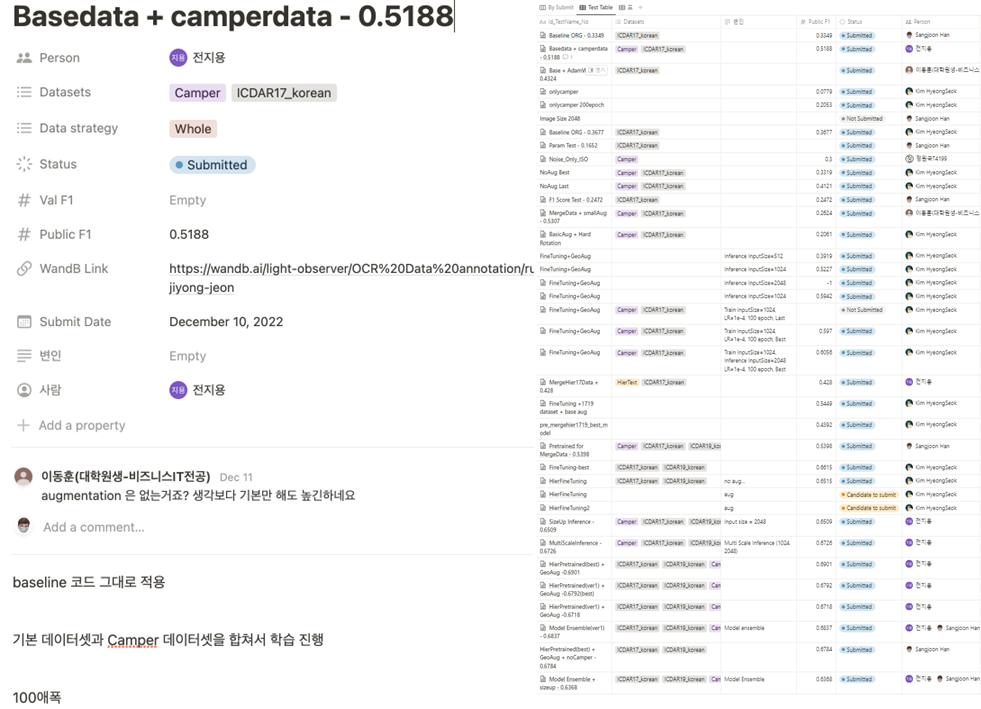 Basedata + camperdata - 0.5188
Person
지용 전지용
Datasets
Camper ICDAR17_korean
Data strategy
Whole
Status
Submitted
Val F1
Empty
Public F1
0.5188
WandB Link
https://wandb.ai/light-observer/OCR%20Data%20annotation/ru
jiyong-jeon
Submit Date
December 10, 2022
변인
Empty
사람
지용 전지용
Add a property
이동훈(대학원생-비즈니스IT전공) Dec 11
augmentation 은 없는거죠? 생각보다 기본만 해도 높긴하네요
Add a comment...
baseline 코드 그대로 적용
기본 데이터셋과 Camper 데이터셋을 합쳐서 학습 진행
100애폭
By Submit Test Table 표
Id_TestName_No Datasets 변인 Public F1 Status Person
Baseline ORG - 0.3349 ICDAR17_korean 0.3349 Submitted Sangjoon Han
Basedata + camperdata Camper ICDAR17_korean 0.5188 Submitted 전지용
- 0.5188
Base + AdamW ICDAR17_korean Submitted 이동훈(대학원생-비즈니스
0.4324
onlycamper 0.0779 Submitted Kim HyeongSeok
onlycamper 200epoch 0.2053 Submitted Kim HyeongSeok
Image Size 2048 Not Submitted Sangjoon Han
Baseline ORG - 0.3677 ICDAR17_korean 0.3677 Submitted Kim HyeongSeok
Param Test - 0.1652 ICDAR17_korean Submitted Sangjoon Han
Noise_Only_ISO Camper 0.3 Submitted
NoAug Best Camper ICDAR17_korean 0.3319 Submitted Kim HyeongSeok
NoAug Last Camper ICDAR17_korean 0.4121 Submitted Kim HyeongSeok
F1 Score Test - 0.2472 ICDAR17_korean 0.2472 Submitted Sangjoon Han
MergeData + smallAug Camper ICDAR17_korean 0.2624 Submitted 이동훈(대학원생-비즈니스
- 0.5307
BasicAug + Hard Camper ICDAR17_korean 0.2061 Submitted Kim HyeongSeok
Rotation
FineTuning+GeoAug Inference InputSize=512 0.3919 Submitted Kim HyeongSeok
FineTuning+GeoAug Inference InputSize=1024 0.5227 Submitted Kim HyeongSeok
FineTuning+GeoAug Inference InputSize=2048 -1 Submitted Kim HyeongSeok
FineTuning+GeoAug Inference InputSize=1024 0.5942 Submitted Kim HyeongSeok
FineTuning+GeoAug Camper ICDAR17_korean Train InputSize=1024, Not Submitted Kim HyeongSeok
LR=1e-4, 100 epoch, Last
FineTuning+GeoAug Camper ICDAR17_korean Train InputSize=1024, 0.597 Submitted Kim HyeongSeok
LR=1e-4, 100 epoch, Best
FineTuning+GeoAug Camper ICDAR17_korean Train InputSize=1024, 0.6056 Submitted Kim HyeongSeok
Inference InputSize=2048
LR=1e-4, 100 epoch, Best
MergeHier17Data + HierText ICDAR17_korean 0.428 Submitted 전지용
0.428
FineTuning +1719 0.5449 Submitted Kim HyeongSeok
dataset + base aug
pre_mergehier1719_best_m 0.4392 Submitted Kim HyeongSeok
odel
Pretrained for Camper ICDAR17_korean ICDAR19_ko 0.5398 Submitted Sangjoon Han
MergeData - 0.5398
FineTuning-best ICDAR17_korean ICDAR19_korean 0.6615 Submitted Kim HyeongSeok
HierFineTuning ICDAR17_korean ICDAR19_korean no aug.. 0.6515 Submitted Kim HyeongSeok
HierFineTuning aug Candidate to submit Kim HyeongSeok
HierFineTuning2 aug Candidate to submit Kim HyeongSeok
SizeUp Inference - Camper ICDAR17_korean ICDAR19_ko Input size = 2048 0.6509 Submitted 전지용
0.6509
MultiScaleInference - Camper ICDAR17_korean ICDAR19_ko Multi Scale Inference (1024, 0.6726 Submitted 전지용
0.6726 2048)
HierPretrained(best) + ICDAR17_korean ICDAR19_korean Can 0.6901 Submitted 전지용
GeoAug -0.6901
HierPretrained(ver1) + ICDAR17_korean ICDAR19_korean Can 0.6792 Submitted 전지용
GeoAug -0.6792(best)
HierPretrained(ver1) + ICDAR17_korean ICDAR19_korean Can 0.6718 Submitted 전지용
GeoAug -0.6718
Model Ensemble(ver1) ICDAR17_korean ICDAR19_korean Can Model ensemble 0.6837 Submitted 전지용 Sangjoon Han
- 0.6837
HierPretrained(best) + ICDAR17_korean ICDAR19_korean 0.6784 Submitted Sangjoon Han
GeoAug + noCamper -
0.6784
Model Ensemble + ICDAR17_korean ICDAR19_korean Can Model Ensemble 0.6368 Submitted 전지용 Sangjoon Han
sizeup - 0.6368